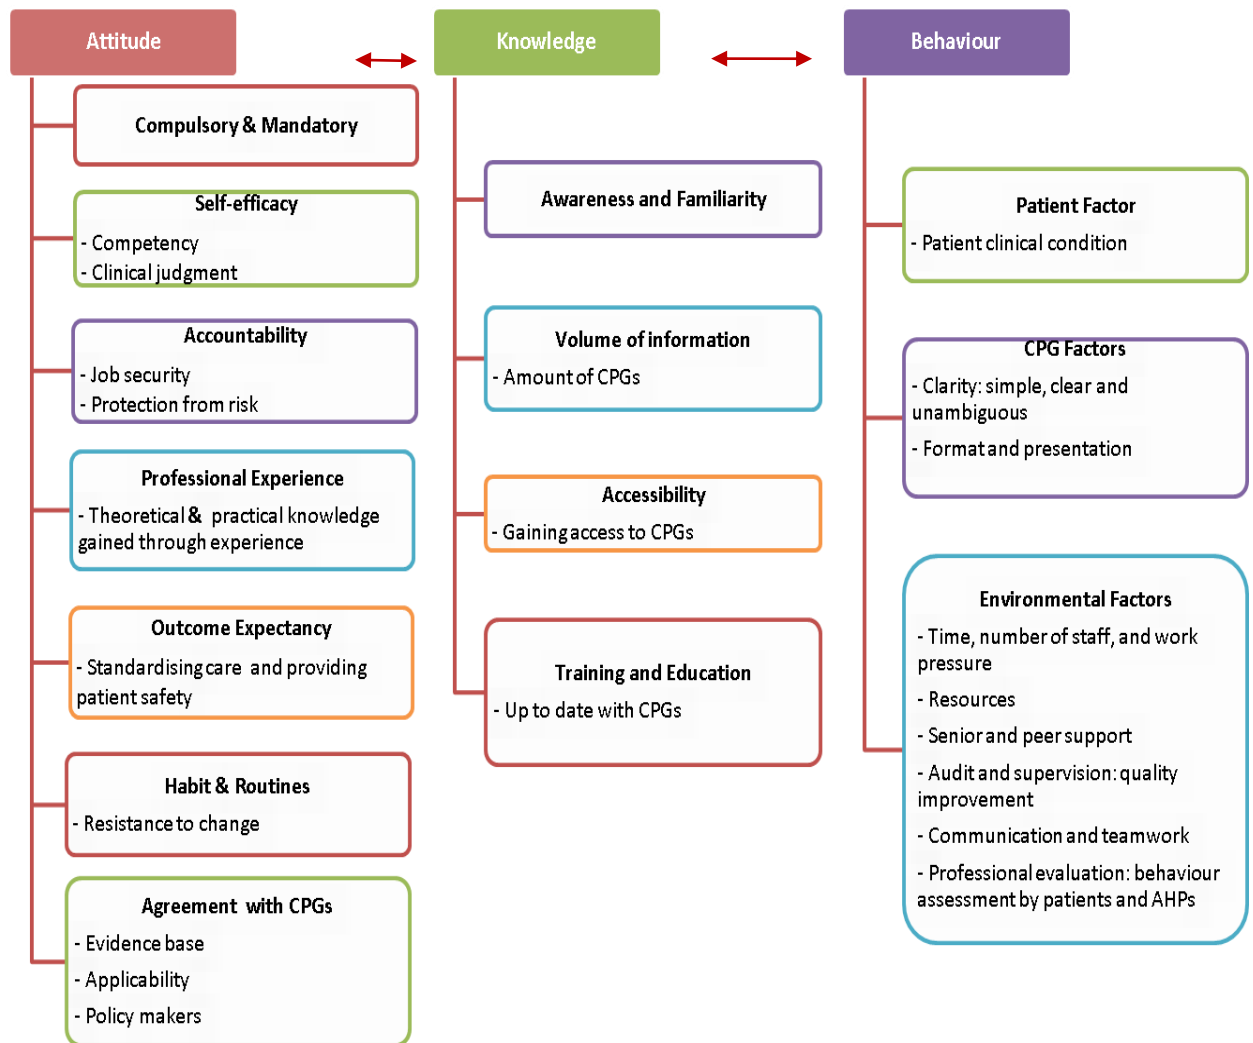 Attitude
Compulsory & Mandatory
Self-efficacy
- Competency
- Clinical judgment
Accountability
- Job security
- Protection from risk
Professional Experience
- Theoretical & practical knowledge
gained through experience
Outcome Expectancy
- Standardising care and providing
patient safety
Habit & Routines
- Resistance to change
Agreement with CPGs
- Evidence base
- Applicability
- Policy makers
Knowledge
Awareness and Familiarity
Volume of information
- Amount of CPGs
Accessibility
- Gaining access to CPGs
Training and Education
- Up to date with CPGs
Behaviour
Patient Factor
- Patient clinical condition
CPG Factors
- Clarity: simple, clear and
unambiguous
- Format and presentation
Environmental Factors
- Time, number of staff, and work
pressure
- Resources
- Senior and peer support
- Audit and supervision: quality
improvement
- Communication and teamwork
- Professional evaluation: behaviour
assessment by patients and AHPs